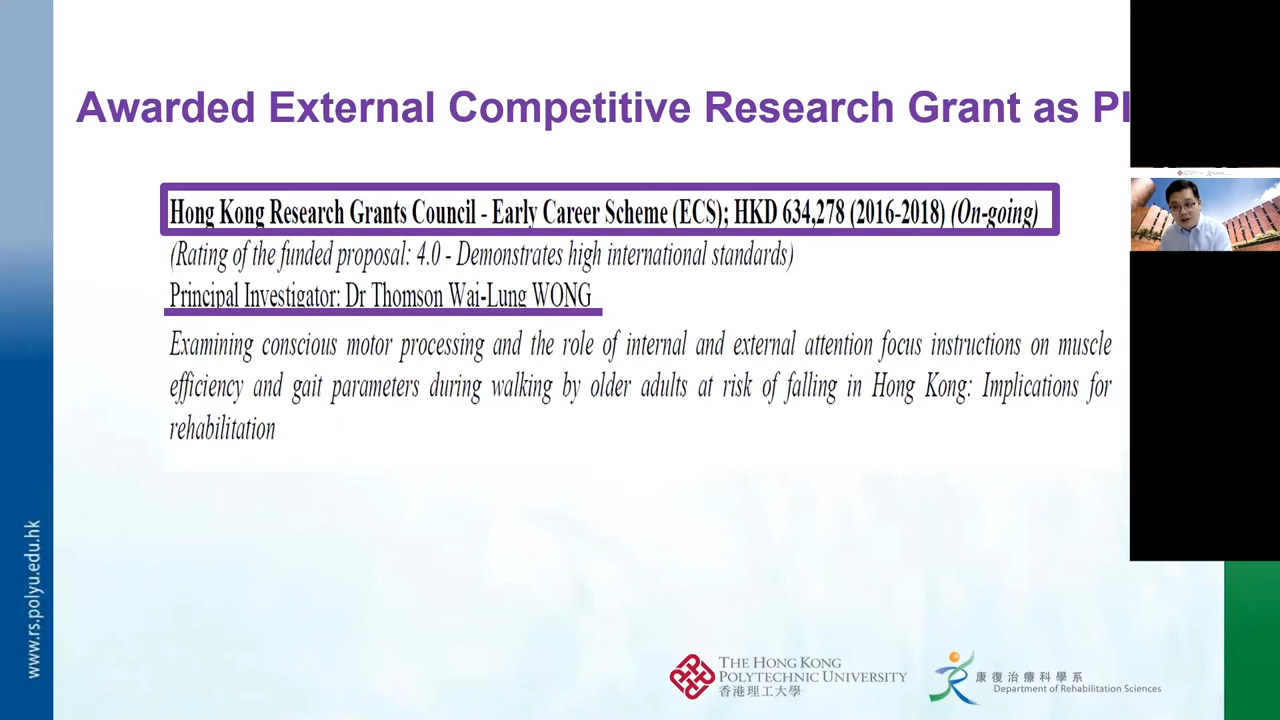 Awarded External Competitive Research Grant as PI
Hong Kong Research Grants Council - Early Career Scheme (ECS); HKD 634,278 (2016-2018) (On-going)
(Rating of the funded proposal: 4.0 - Demonstrates high international standards)
Principal Investigator: Dr Thomson Wai-Lung WONG
Examining conscious motor processing and the role of internal and external attention focus instructions on muscle
efficiency and gait parameters during walking by older adults at risk of falling in Hong Kong: Implications for
rehabilitation
www.rs.polyu.edu.hk
THE HONG KONG
POLYTECHNIC UNIVERSITY
香港理工大學
康復治療科學系
Department of Rehabilitation Sciences